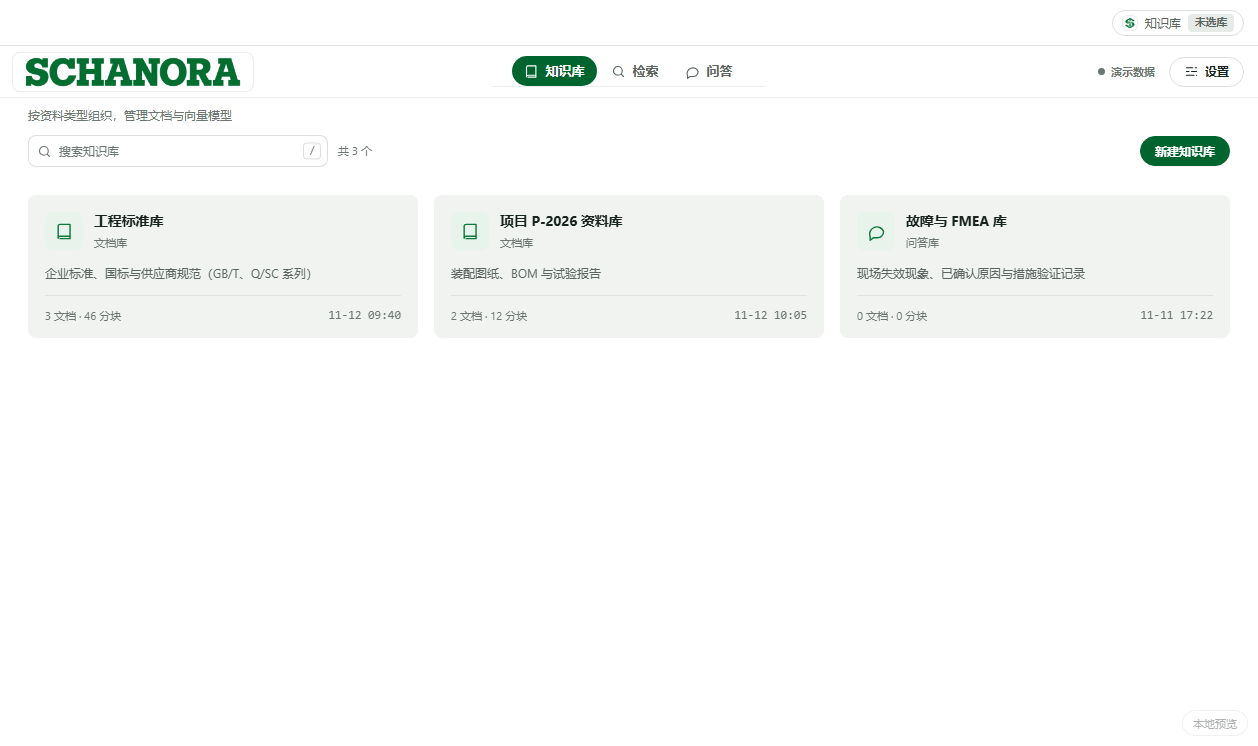 知识库 未选库
SCHANORA
知识库 检索 问答
演示数据 设置
按资料类型组织，管理文档与向量模型
搜索知识库 / 共 3 个
新建知识库
工程标准库
文档库
企业标准、国标与供应商规范（GB/T、Q/SC 系列）
3 文档 · 46 分块 11-12 09:40
项目 P-2026 资料库
文档库
装配图纸、BOM 与试验报告
2 文档 · 12 分块 11-12 10:05
故障与 FMEA 库
问答库
现场失效现象、已确认原因与措施验证记录
0 文档 · 0 分块 11-11 17:22
本地预览